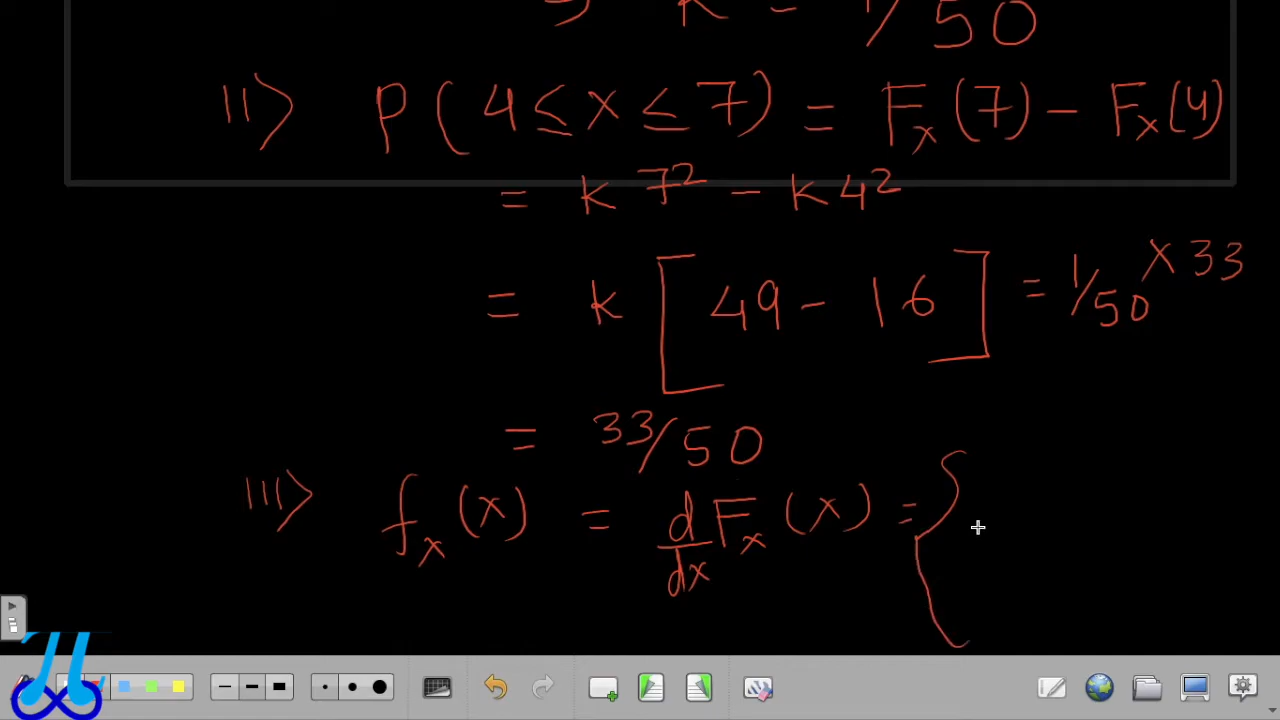 ⇒ K = 1/50
II> P(4 ≤ x ≤ 7) = Fx(7) - Fx(4)
= K 7² - K 4²
= K [49 - 16] = 1/50 × 33
= 33/50
III> fx(x) = d/dx Fx(x) = {